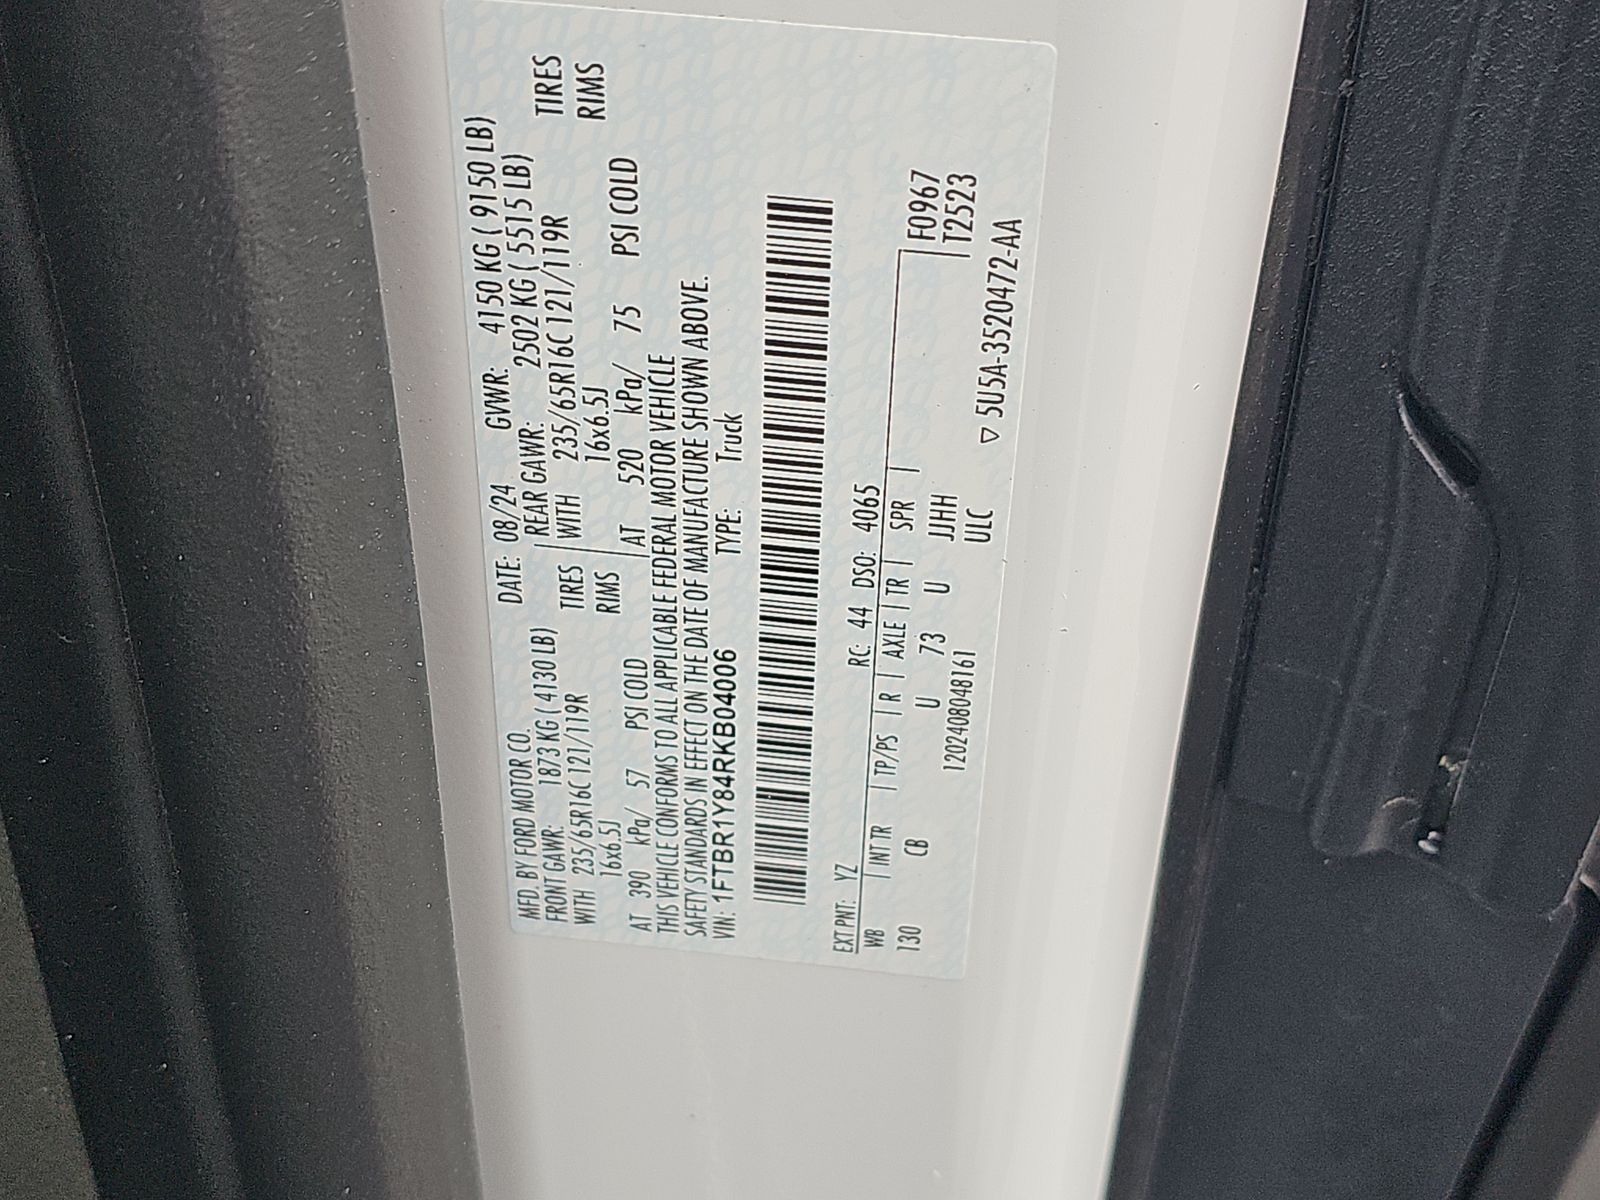 MFD. BY FORD MOTOR CO. DATE: 08/24 GVWR: 4150 KG ( 9150 LB)
FRONT GAWR: 1873 KG ( 4130 LB) REAR GAWR: 2502 KG ( 5515 LB)
WITH 235/65R16C 121/119R TIRES WITH 235/65R16C 121/119R TIRES
16x6.5J RIMS 16x6.5J RIMS
AT 390 kPa/ 57 PSI COLD AT 520 kPa/ 75 PSI COLD
THIS VEHICLE CONFORMS TO ALL APPLICABLE FEDERAL MOTOR VEHICLE
SAFETY STANDARDS IN EFFECT ON THE DATE OF MANUFACTURE SHOWN ABOVE.
VIN: 1FTBR1Y84RKB04006 TYPE: Truck
EXT PNT: YZ RC: 44 DSO: 4065
WB | INT TR | TP/PS | R | AXLE | TR | SPR | F0967
130 CB U 73 U JJHH T2523
1202408048161 ULC
▽ 5U5A-3520472-AA